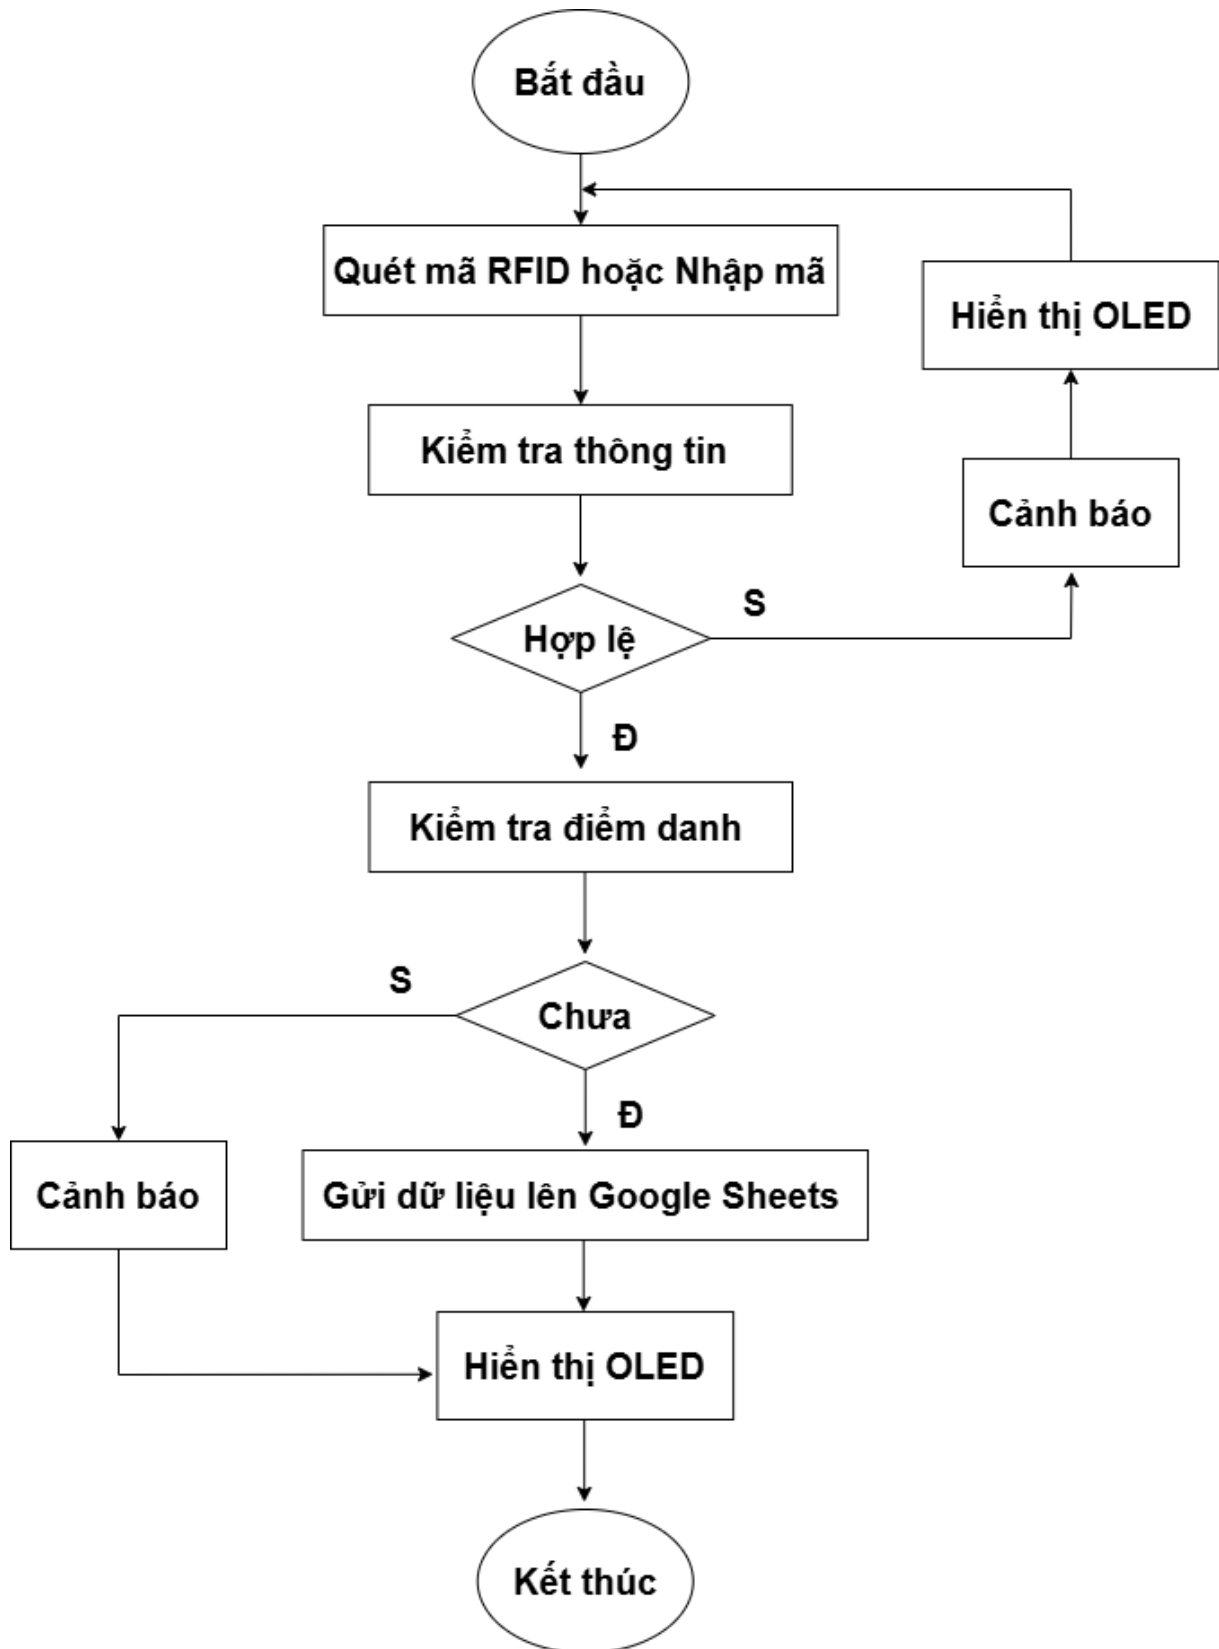 Bắt đầu
Quét mã RFID hoặc Nhập mã
Hiển thị OLED
Kiểm tra thông tin
Cảnh báo
S
Hợp lệ
Đ
Kiểm tra điểm danh
S
Chưa
Đ
Cảnh báo
Gửi dữ liệu lên Google Sheets
Hiển thị OLED
Kết thúc